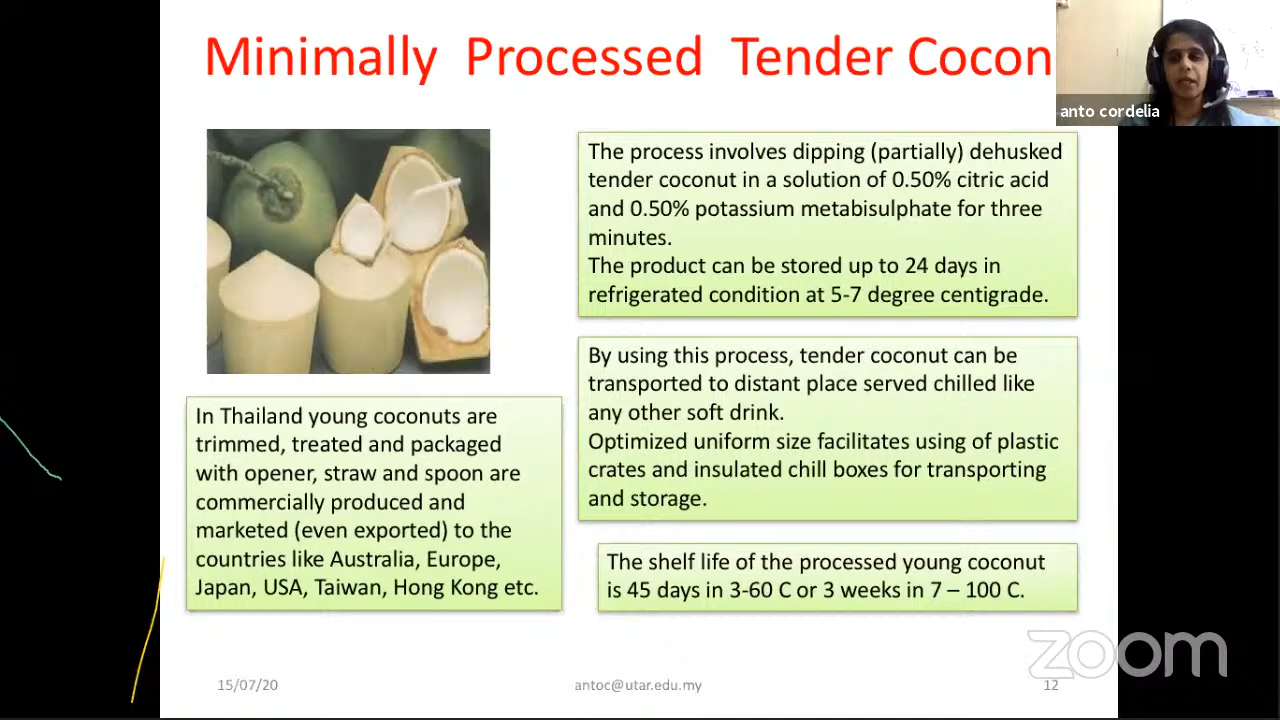 Minimally Processed Tender Cocon
anto cordelia
The process involves dipping (partially) dehusked
tender coconut in a solution of 0.50% citric acid
and 0.50% potassium metabisulphate for three
minutes.
The product can be stored up to 24 days in
refrigerated condition at 5-7 degree centigrade.
By using this process, tender coconut can be
transported to distant place served chilled like
any other soft drink.
Optimized uniform size facilitates using of plastic
crates and insulated chill boxes for transporting
and storage.
In Thailand young coconuts are
trimmed, treated and packaged
with opener, straw and spoon are
commercially produced and
marketed (even exported) to the
countries like Australia, Europe,
Japan, USA, Taiwan, Hong Kong etc.
The shelf life of the processed young coconut
is 45 days in 3-60 C or 3 weeks in 7 – 100 C.
zoom
15/07/20
antoc@utar.edu.my
12